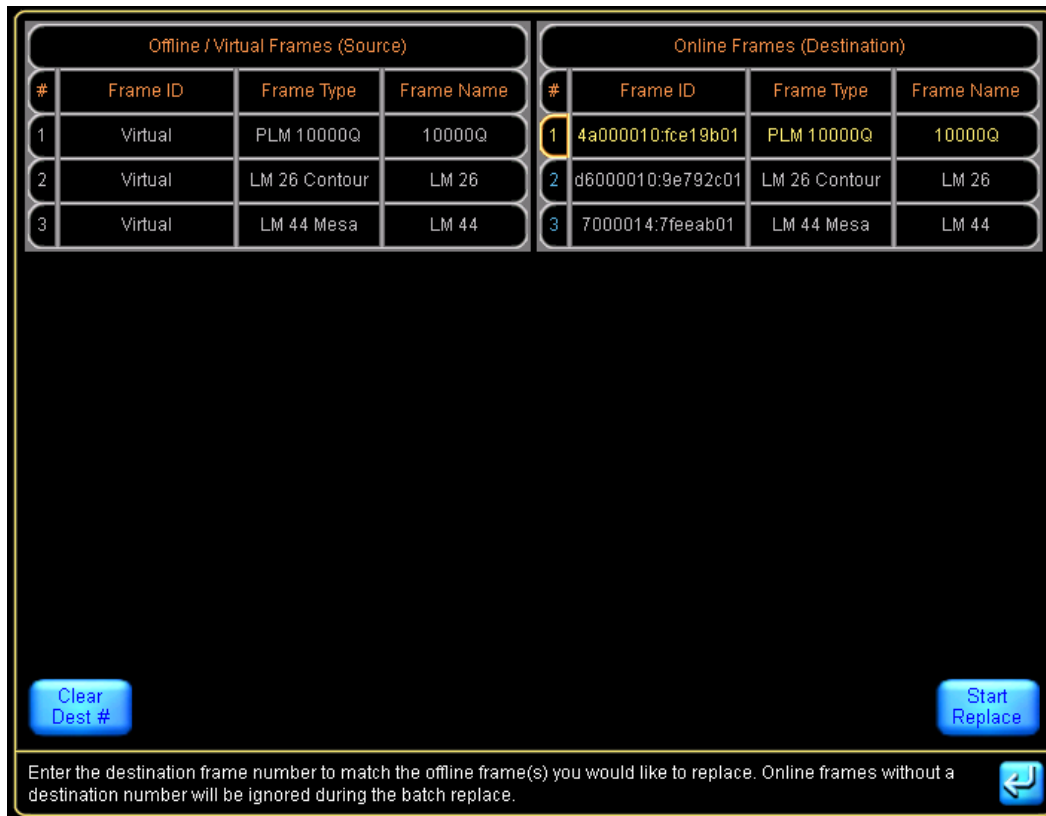 Offline / Virtual Frames (Source) Online Frames (Destination)
# Frame ID Frame Type Frame Name # Frame ID Frame Type Frame Name
1 Virtual PLM 10000Q 10000Q 1 4a000010:fce19b01 PLM 10000Q 10000Q
2 Virtual LM 26 Contour LM 26 2 d6000010:9e792c01 LM 26 Contour LM 26
3 Virtual LM 44 Mesa LM 44 3 7000014:7feeab01 LM 44 Mesa LM 44
Clear
Dest #
Start
Replace
Enter the destination frame number to match the offline frame(s) you would like to replace. Online frames without a
destination number will be ignored during the batch replace.